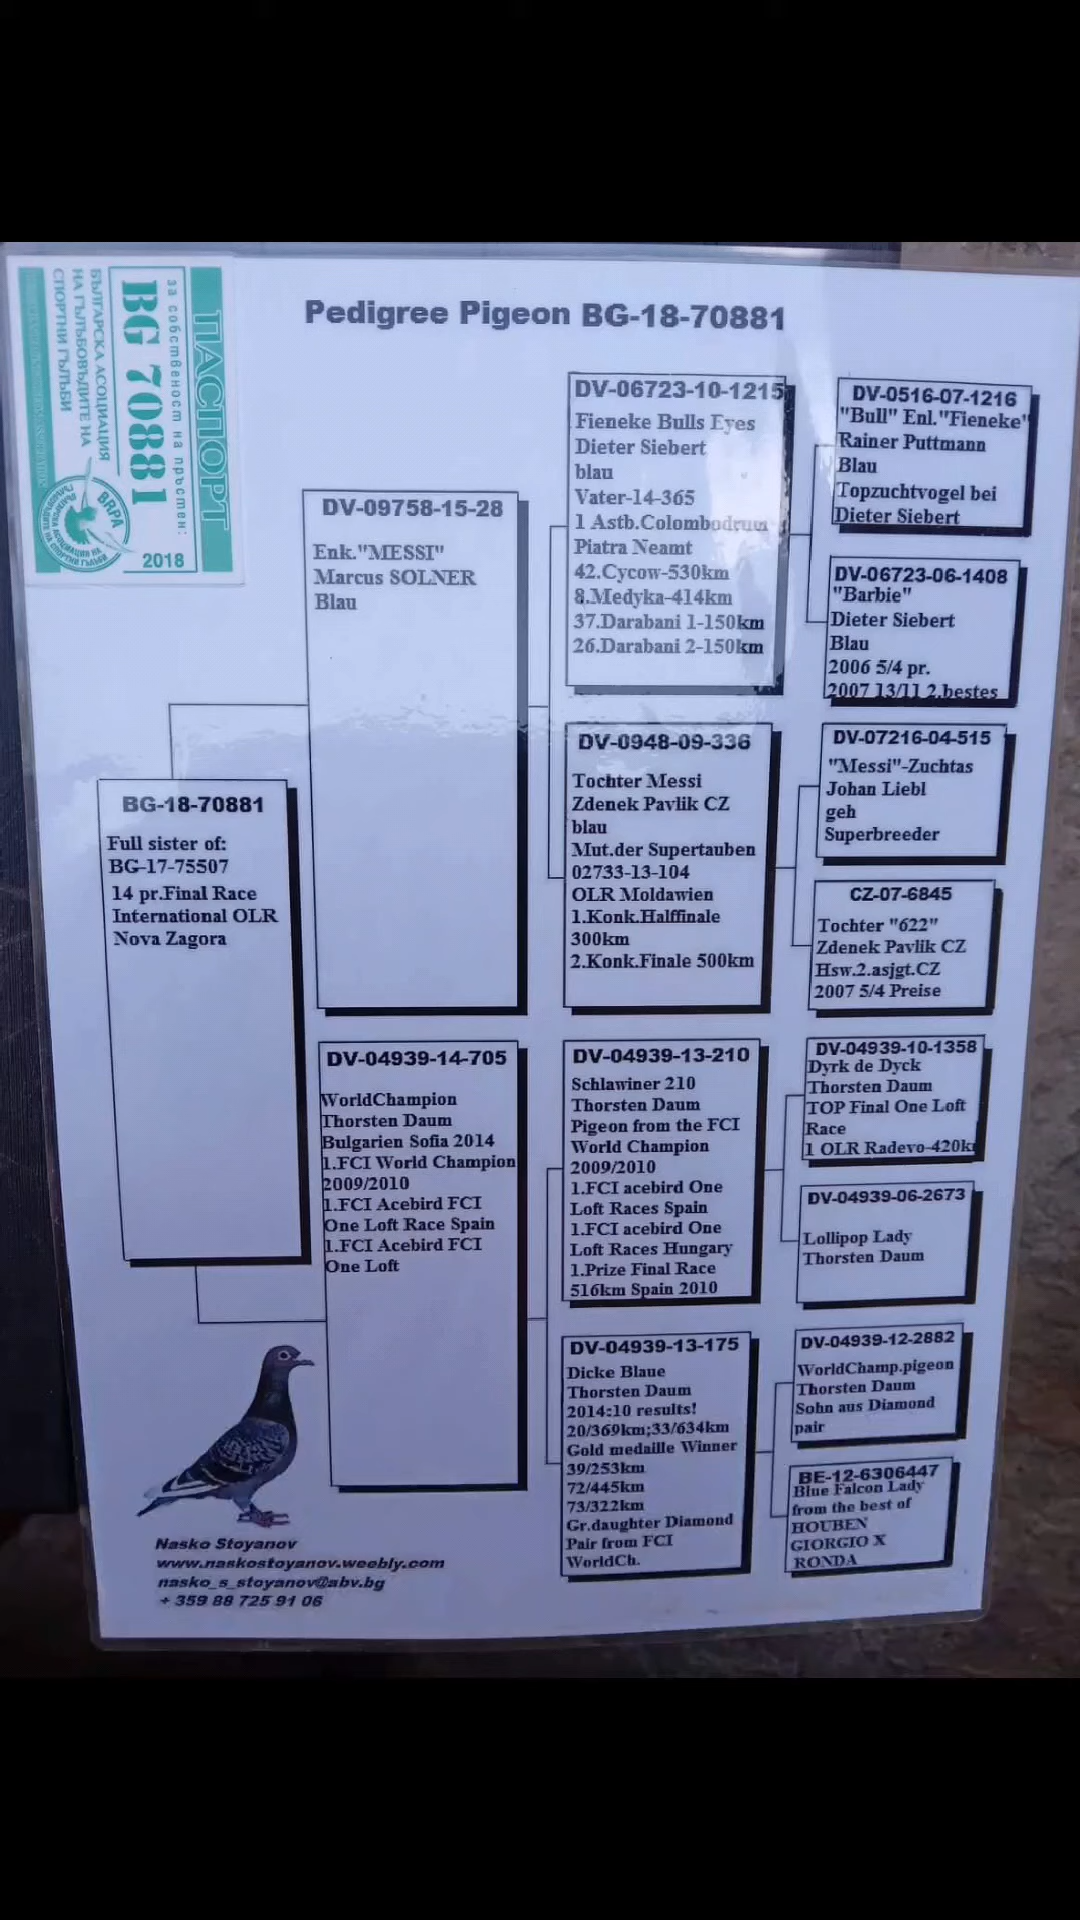 ПАСПОРТ
за собственост на пръстен:
BG 70881
БЪЛГАРСКА АСОЦИАЦИЯ
НА ГЪЛЪБОВЪДИТЕ НА
СПОРТНИ ГЪЛЪБИ
BRPA
2018
Pedigree Pigeon BG-18-70881
BG-18-70881
Full sister of:
BG-17-75507
14 pr.Final Race
International OLR
Nova Zagora
DV-09758-15-28
Enk."MESSI"
Marcus SOLNER
Blau
DV-04939-14-705
WorldChampion
Thorsten Daum
Bulgarien Sofia 2014
1.FCI World Champion
2009/2010
1.FCI Acebird FCI
One Loft Race Spain
1.FCI Acebird FCI
One Loft
DV-06723-10-1215
Fieneke Bulls Eyes
Dieter Siebert
blau
Vater-14-365
1 Astb.Colombodrum
Piatra Neamt
42.Cycow-530km
8.Medyka-414km
37.Darabani 1-150km
26.Darabani 2-150km
DV-0948-09-336
Tochter Messi
Zdenek Pavlik CZ
blau
Mut.der Supertauben
02733-13-104
OLR Moldawien
1.Konk.Halffinale
300km
2.Konk.Finale 500km
DV-04939-13-210
Schlawiner 210
Thorsten Daum
Pigeon from the FCI
World Champion
2009/2010
1.FCI acebird One
Loft Races Spain
1.FCI acebird One
Loft Races Hungary
1.Prize Final Race
516km Spain 2010
DV-04939-13-175
Dicke Blaue
Thorsten Daum
2014:10 results!
20/369km;33/634km
Gold medaille Winner
39/253km
72/445km
73/322km
Gr.daughter Diamond
Pair from FCI
WorldCh.
DV-0516-07-1216
"Bull" Enl."Fieneke"
Rainer Puttmann
Blau
Topzuchtvogel bei
Dieter Siebert
DV-06723-06-1408
"Barbie"
Dieter Siebert
Blau
2006 5/4 pr.
2007 13/11 2.bestes
DV-07216-04-515
"Messi"-Zuchtas
Johan Liebl
geh
Superbreeder
CZ-07-6845
Tochter "622"
Zdenek Pavlik CZ
Hsw.2.asjgt.CZ
2007 5/4 Preise
DV-04939-10-1358
Dyrk de Dyck
Thorsten Daum
TOP Final One Loft
Race
1 OLR Radevo-420k
DV-04939-06-2673
Lollipop Lady
Thorsten Daum
DV-04939-12-2882
WorldChamp.pigeon
Thorsten Daum
Sohn aus Diamond
pair
BE-12-6306447
Blue Falcon Lady
from the best of
HOUBEN
GIORGIO X
RONDA
Nasko Stoyanov
www.naskostoyanov.weebly.com
nasko_s_stoyanov@abv.bg
+ 359 88 725 91 06